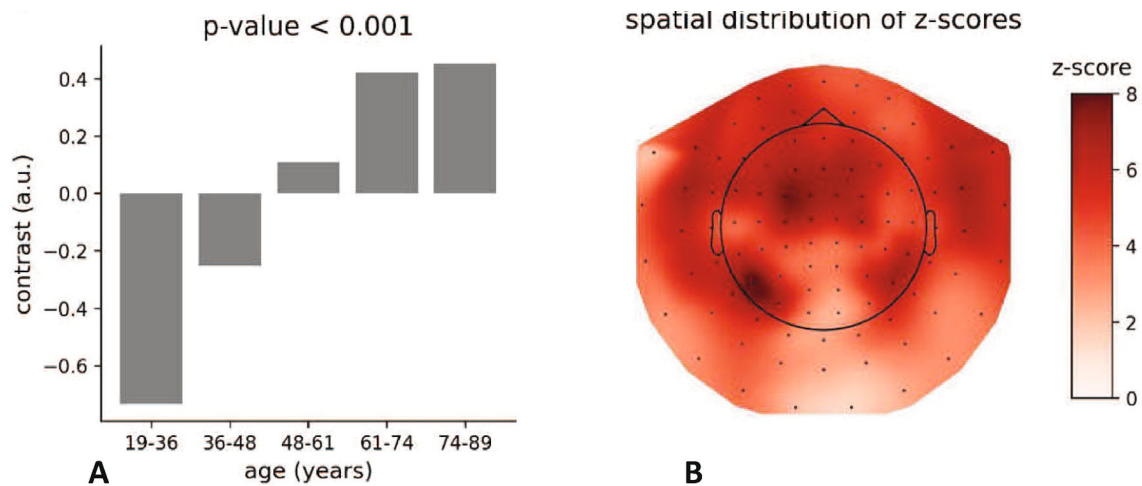 p-value < 0.001
contrast (a.u.)
0.4
0.2
0.0
−0.2
−0.4
−0.6
19-36 36-48 48-61 61-74 74-89
age (years)
A
spatial distribution of z-scores
z-score
8
6
4
2
0
B